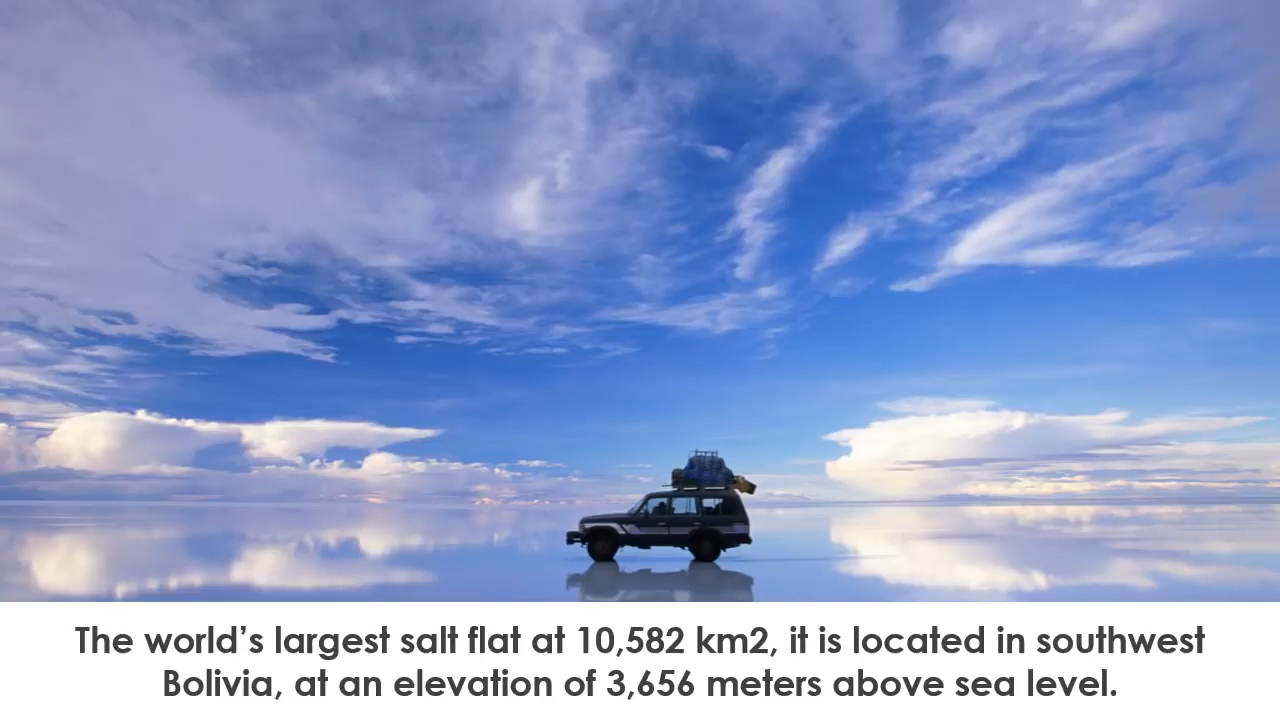 The world’s largest salt flat at 10,582 km2, it is located in southwest
Bolivia, at an elevation of 3,656 meters above sea level.